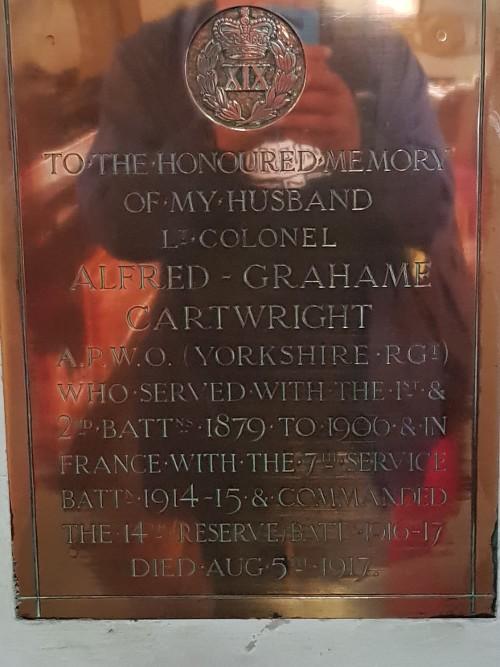 XIX
TO·THE·HONOURED·MEMORY
OF·MY·HUSBAND
LT·COLONEL
ALFRED-GRAHAME
CARTWRIGHT
A.P.W.O. (YORKSHIRE·RGT)
WHO·SERVED·WITH·THE·1ST·&
2ND·BATTNS·1879·TO·1906·&·IN
FRANCE·WITH·THE·7TH·SERVICE
BATTN·1914-15·&·COMMANDED
THE·14TH·RESERVE·BATTN·1916-17
DIED·AUG·5TH·1917.